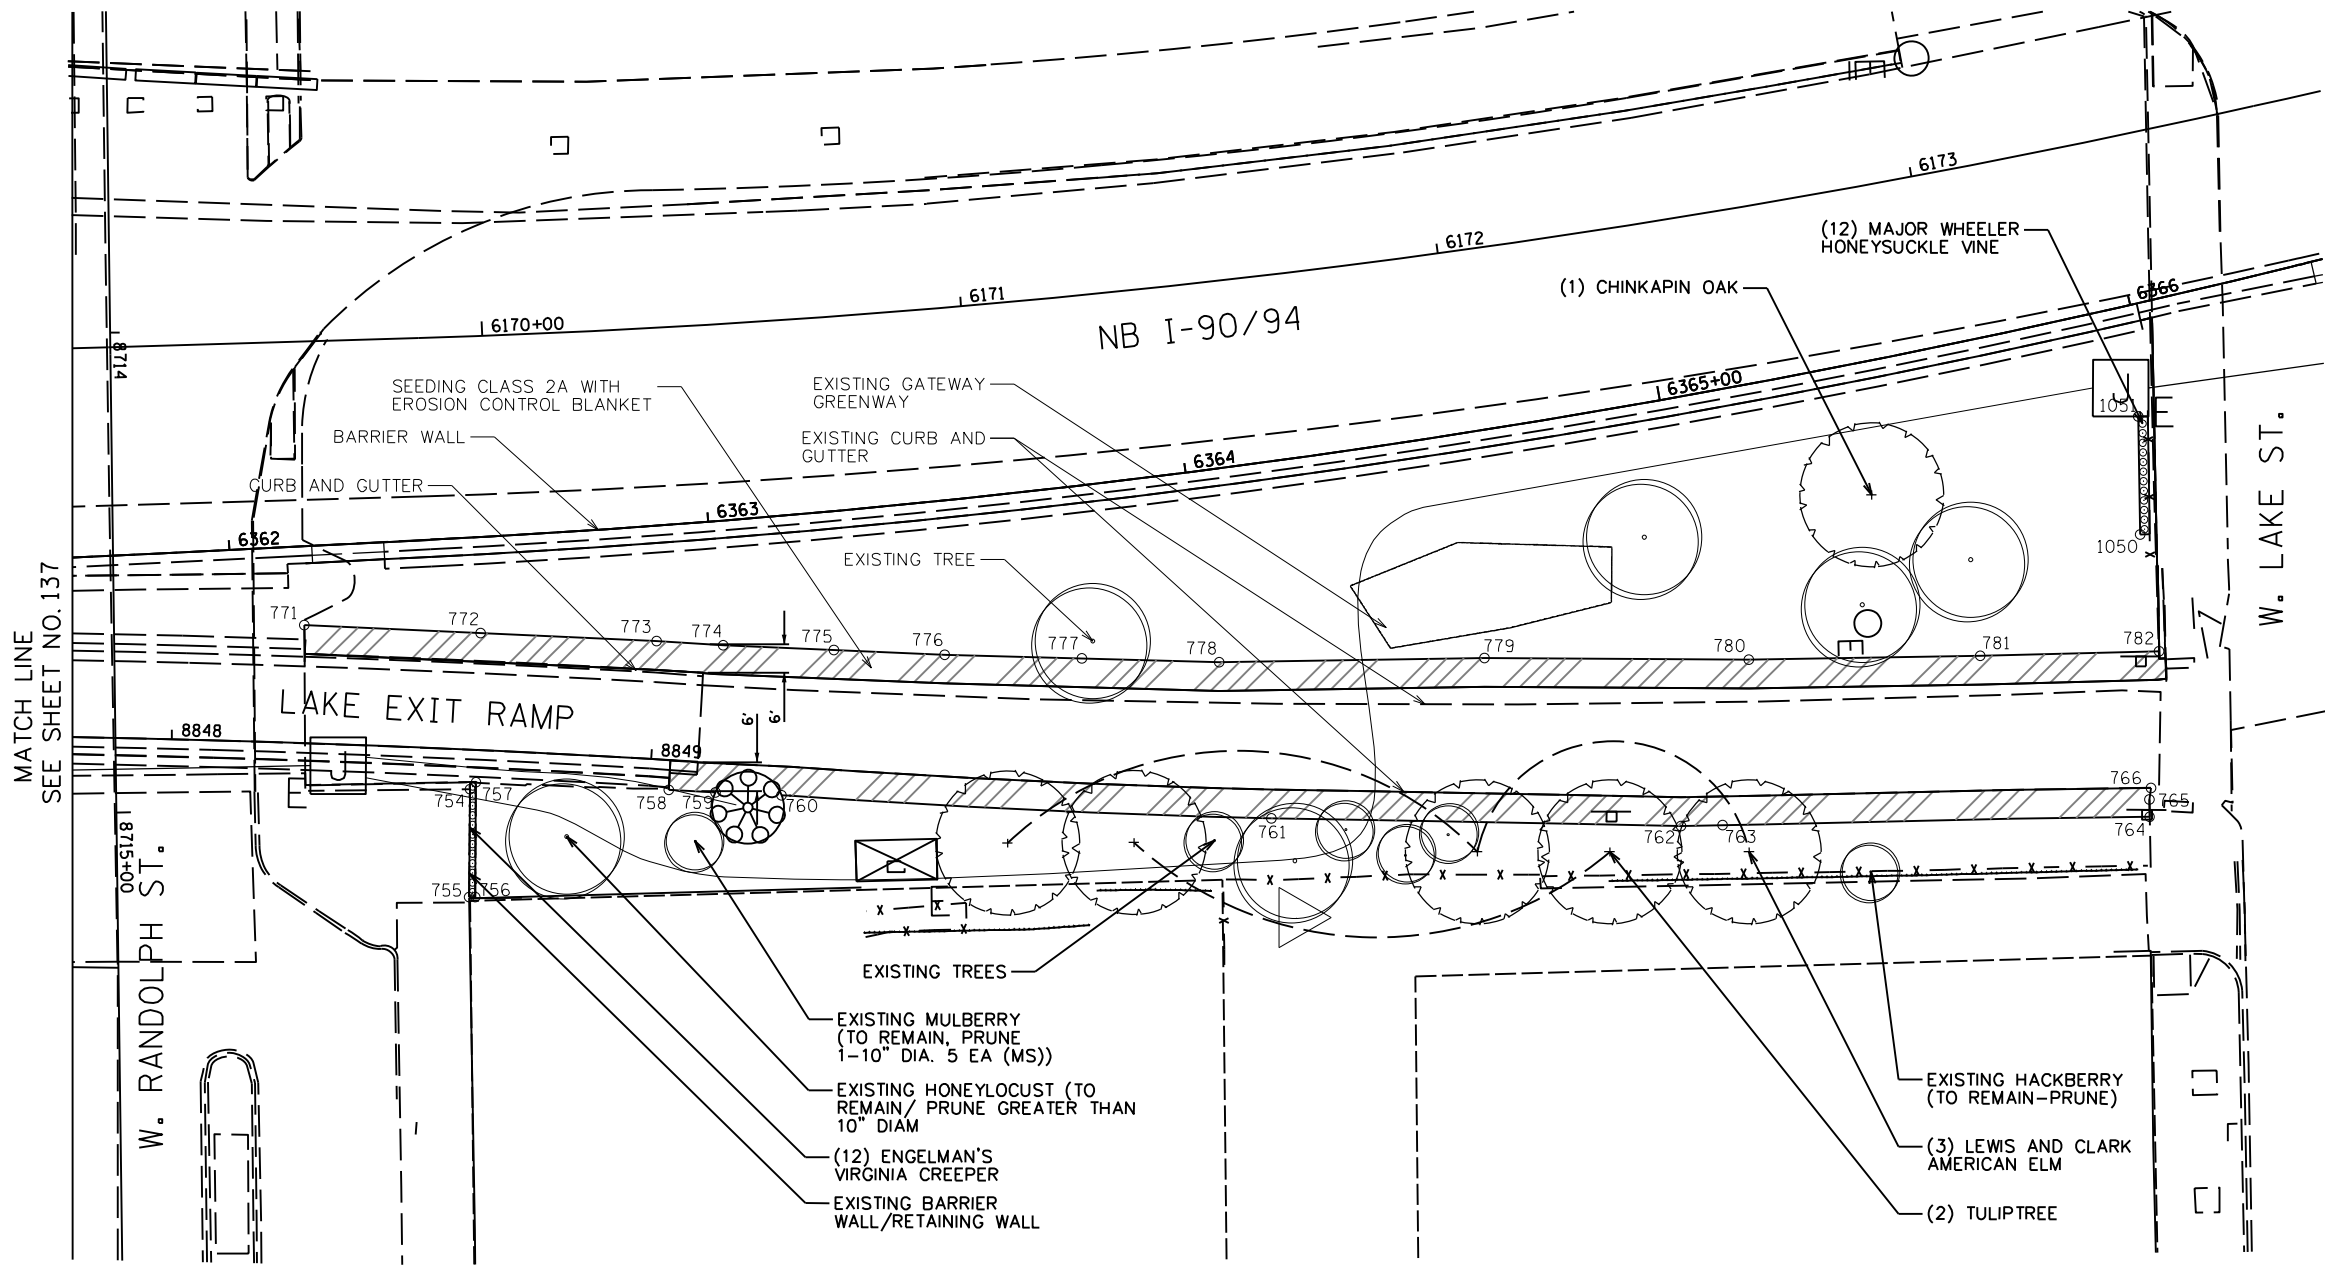 6173
(12) MAJOR WHEELER
HONEYSUCKLE VINE
6172
(1) CHINKAPIN OAK
6171
6366
6170+00
NB I-90/94
8714
SEEDING CLASS 2A WITH
EROSION CONTROL BLANKET
EXISTING GATEWAY
GREENWAY
6365+00
1051
BARRIER WALL
EXISTING CURB AND
GUTTER
6364
W. LAKE ST.
CURB AND GUTTER
6363
6362
1050
EXISTING TREE
771
772
773
774
775
776
777
778
779
780
781
782
MATCH LINE
SEE SHEET NO.137
LAKE EXIT RAMP
6'
6'
8848
8849
754
757
758
759
760
761
762
763
766
765
764
8715+00
755
756
W. RANDOLPH ST.
EXISTING TREES
EXISTING MULBERRY
(TO REMAIN, PRUNE
1-10" DIA. 5 EA (MS))
EXISTING HONEYLOCUST (TO
REMAIN/ PRUNE GREATER THAN
10" DIAM
(12) ENGELMAN'S
VIRGINIA CREEPER
EXISTING BARRIER
WALL/RETAINING WALL
EXISTING HACKBERRY
(TO REMAIN-PRUNE)
(3) LEWIS AND CLARK
AMERICAN ELM
(2) TULIPTREE